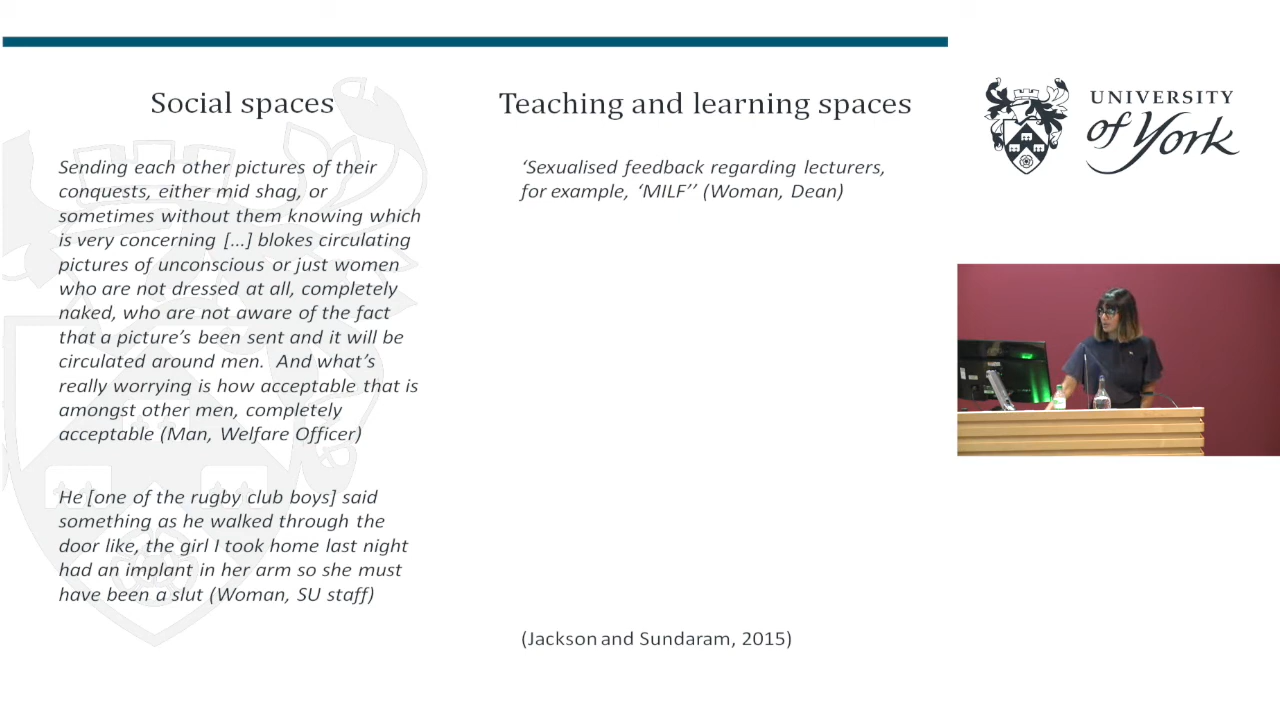 Social spaces
Sending each other pictures of their
conquests, either mid shag, or
sometimes without them knowing which
is very concerning […] blokes circulating
pictures of unconscious or just women
who are not dressed at all, completely
naked, who are not aware of the fact
that a picture’s been sent and it will be
circulated around men.  And what’s
really worrying is how acceptable that is
amongst other men, completely
acceptable (Man, Welfare Officer)
He [one of the rugby club boys] said
something as he walked through the
door like, the girl I took home last night
had an implant in her arm so she must
have been a slut (Woman, SU staff)
Teaching and learning spaces
‘Sexualised feedback regarding lecturers,
for example, ‘MILF’’ (Woman, Dean)
(Jackson and Sundaram, 2015)
UNIVERSITY
of York